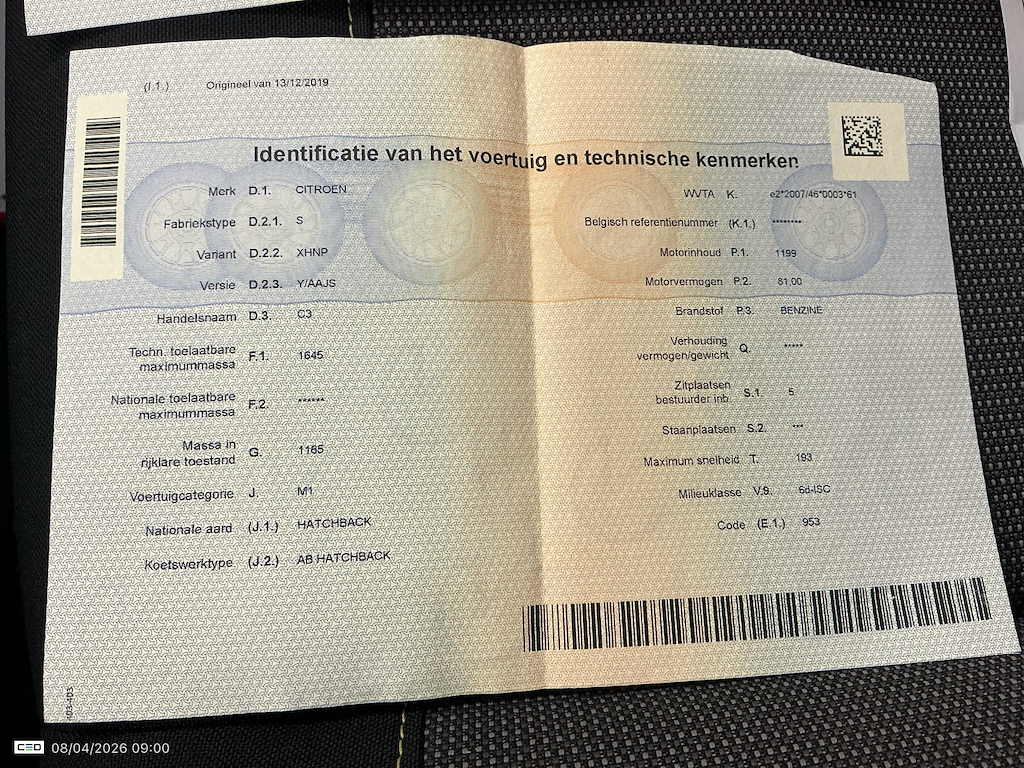 (I.1.) Origineel van 13/12/2019
Identificatie van het voertuig en technische kenmerken
Merk D.1. CITROEN
Fabriekstype D.2.1. S
Variant D.2.2. XHNP
Versie D.2.3. Y/AAJS
Handelsnaam D.3. C3
Techn. toelaatbare
maximummassa F.1. 1645
Nationale toelaatbare
maximummassa F.2. ******
Massa in
rijklare toestand G. 1165
Voertuigcategorie J. M1
Nationale aard (J.1.) HATCHBACK
Koetswerktype (J.2.) AB HATCHBACK
WVTA K. e2*2007/46*0003*61
Belgisch referentienummer (K.1.) ********
Motorinhoud P.1. 1199
Motorvermogen P.2. 81,00
Brandstof P.3. BENZINE
Verhouding
vermogen/gewicht Q. *****
Zitplaatsen
bestuurder inb. S.1. 5
Staanplaatsen S.2. ***
Maximum snelheid T. 193
Milieuklasse V.9. 6d-ISC
Code (E.1.) 953
CEO 08/04/2026 09:00